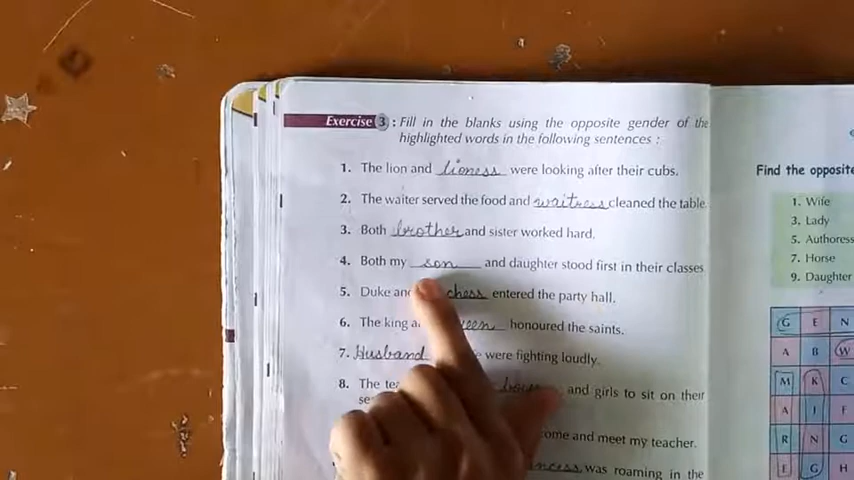 Exercise 3 : Fill in the blanks using the opposite gender of the
highlighted words in the following sentences :
1. The lion and lioness were looking after their cubs.
2. The waiter served the food and waitress cleaned the table.
3. Both brother and sister worked hard.
4. Both my son and daughter stood first in their classes
5. Duke and entered the party hall.
6. The king honoured the saints.
7. Husband were fighting loudly.
8. The and girls to sit on their
come and meet my teacher.
was roaming in the
Find the opposite
1. Wife
3. Lady
5. Authoress
7. Horse
9. Daughter
G E N
A B W
M K C
A I F
R N G
E G H